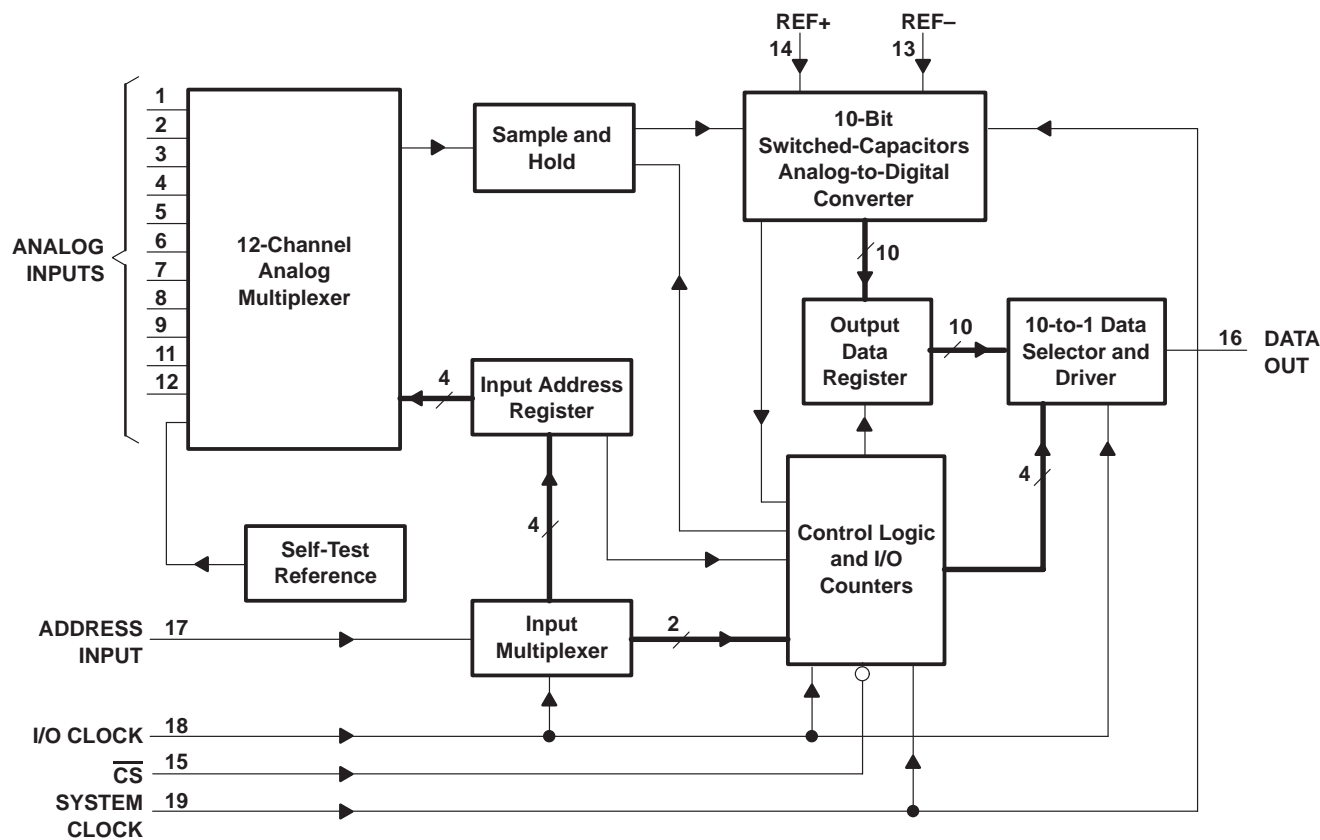 REF+
REF–
14
13
1
2
3
4
5
6
7
8
9
11
12
ANALOG
INPUTS
12-Channel
Analog
Multiplexer
Sample and
Hold
10-Bit
Switched-Capacitors
Analog-to-Digital
Converter
10
Output
Data
Register
10
10-to-1 Data
Selector and
Driver
16
DATA
OUT
4
Input Address
Register
4
4
Self-Test
Reference
Control Logic
and I/O
Counters
ADDRESS
INPUT
17
Input
Multiplexer
2
I/O CLOCK
18
CS
15
SYSTEM
CLOCK
19